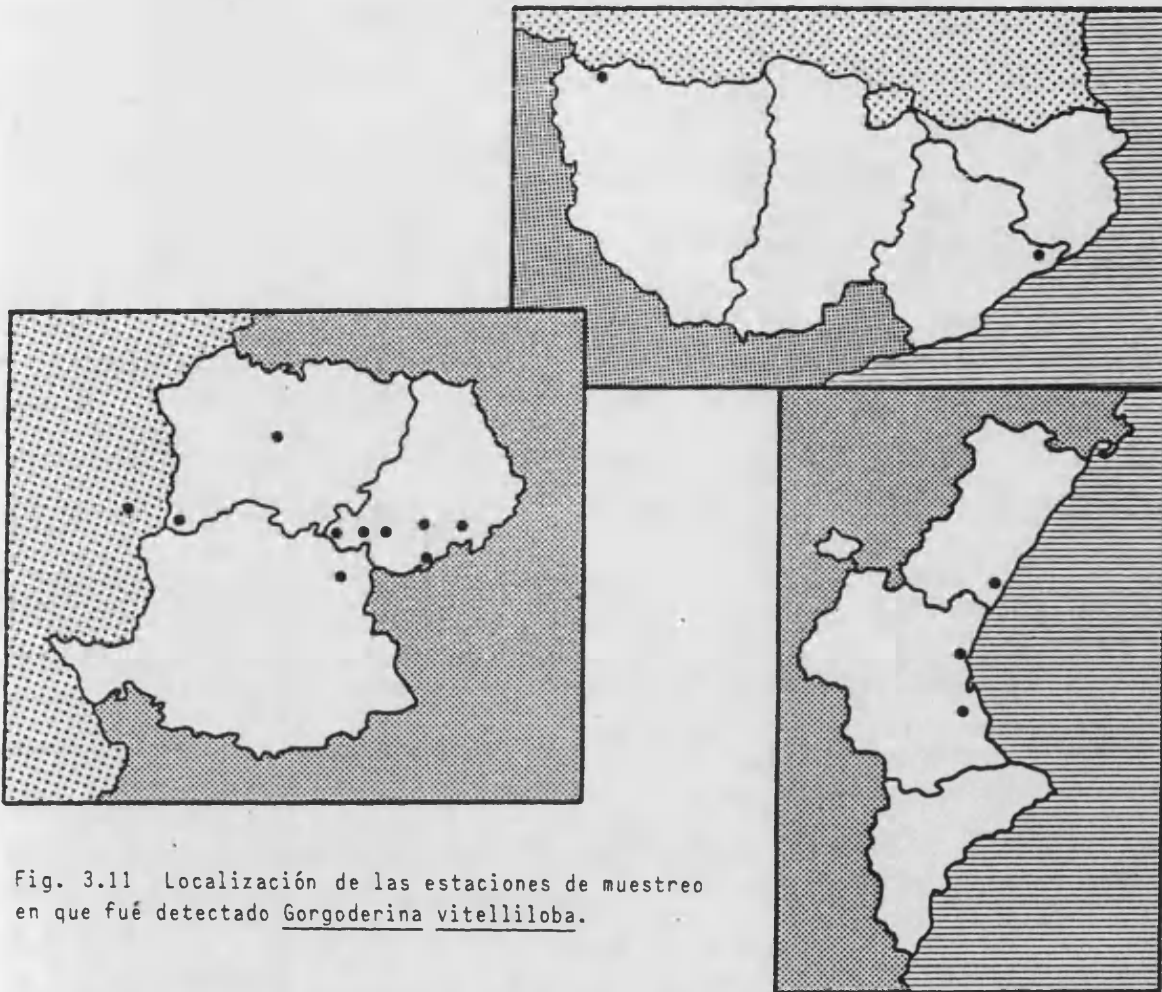 Fig. 3.11 Localización de las estaciones de muestreo
en que fué detectado Gorgoderina vitelliloba.